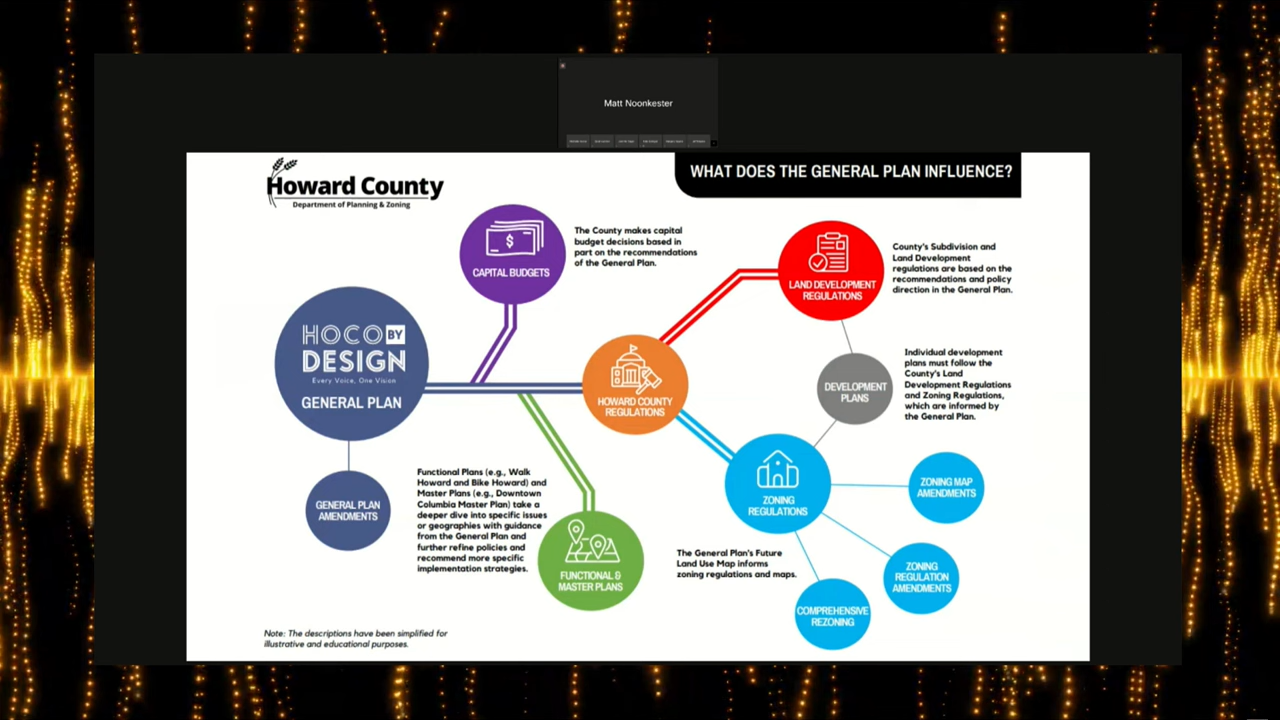 Matt Noonkester
Howard County
Department of Planning & Zoning
WHAT DOES THE GENERAL PLAN INFLUENCE?
$
CAPITAL BUDGETS
The County makes capital
budget decisions based in
part on the recommendations
of the General Plan.
LAND DEVELOPMENT
REGULATIONS
County's Subdivision and
Land Development
regulations are based on the
recommendations and policy
direction in the General Plan.
HOCO BY
DESIGN
Every Voice, One Vision
GENERAL PLAN
HOWARD COUNTY
REGULATIONS
DEVELOPMENT
PLANS
Individual development
plans must follow the
County's Land
Development Regulations
and Zoning Regulations,
which are informed by
the General Plan.
GENERAL PLAN
AMENDMENTS
Functional Plans (e.g., Walk
Howard and Bike Howard) and
Master Plans (e.g., Downtown
Columbia Master Plan) take a
deeper dive into specific issues
or geographies with guidance
from the General Plan and
further refine policies and
recommend more specific
implementation strategies.
FUNCTIONAL &
MASTER PLANS
ZONING
REGULATIONS
ZONING MAP
AMENDMENTS
The General Plan's Future
Land Use Map informs
zoning regulations and maps.
ZONING
REGULATION
AMENDMENTS
COMPREHENSIVE
REZONING
Note: The descriptions have been simplified for
illustrative and educational purposes.